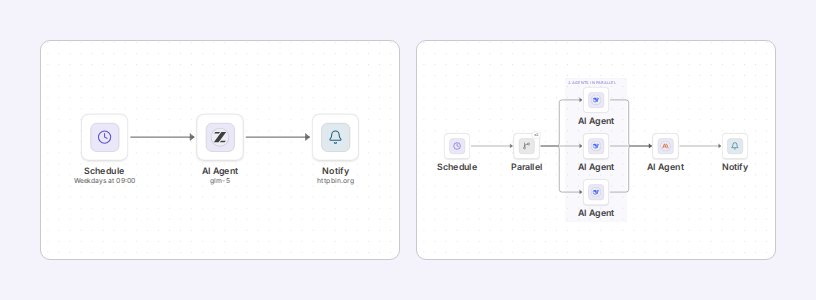 Schedule
Weekdays at 09:00
AI Agent
glm-5
Notify
httpbin.org
3 AGENTS IN PARALLEL
AI Agent
Schedule
Parallel
AI Agent
AI Agent
Notify
AI Agent